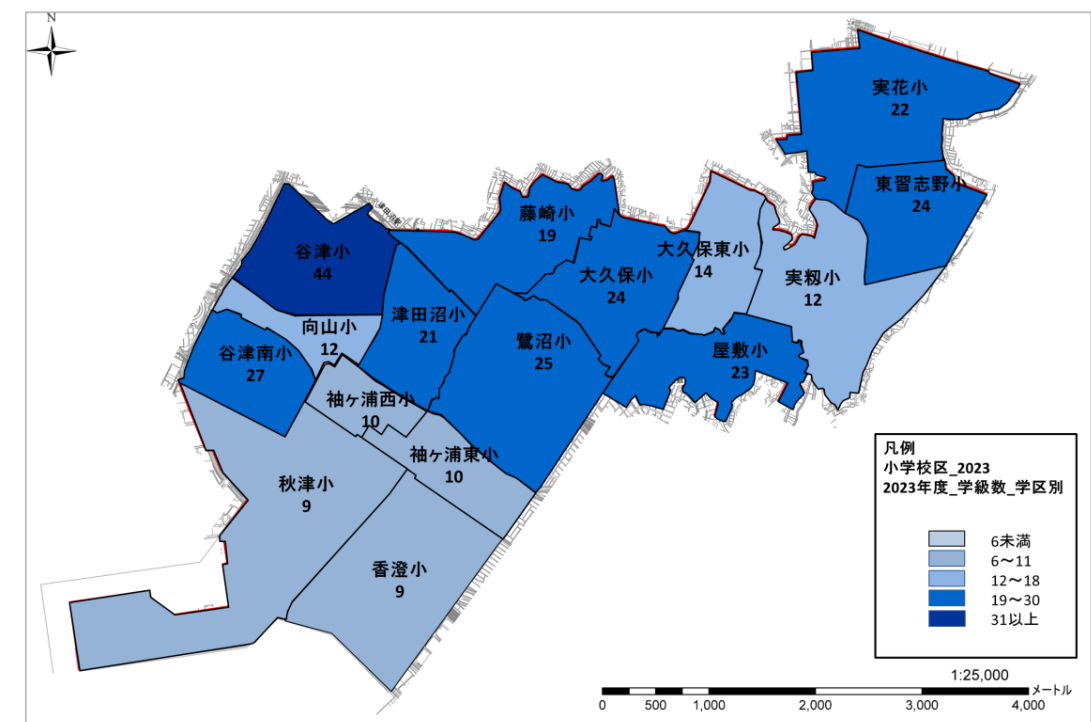 N
実花小
22
東習志野小
24
藤崎小
19
谷津小
44
津田沼駅
大久保東小
14
大久保小
24
実籾小
12
津田沼小
21
向山小
12
鷺沼小
25
屋敷小
23
谷津南小
27
袖ヶ浦西小
10
袖ヶ浦東小
10
秋津小
9
香澄小
9
凡例
小学校区_2023
2023年度_学級数_学区別
6未満
6〜11
12〜18
19〜30
31以上
1:25,000
メートル
0 500 1,000 2,000 3,000 4,000